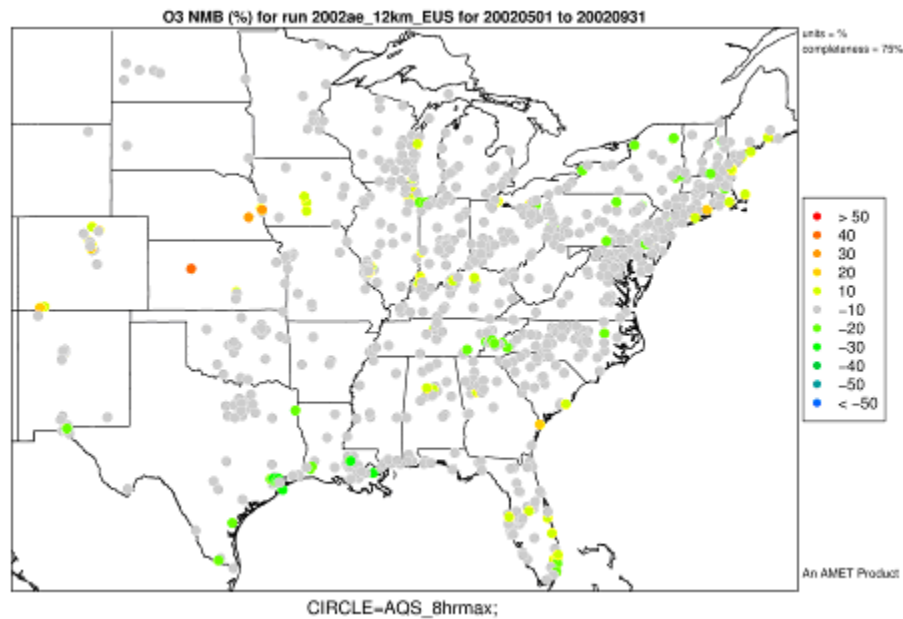 O3 NMB (%) for run 2002ae_12km_EUS for 20020501 to 20020931
units = %
completeness = 75%
> 50
40
30
20
10
−10
−20
−30
−40
−50
< −50
An AMET Product
CIRCLE=AQS_8hrmax;